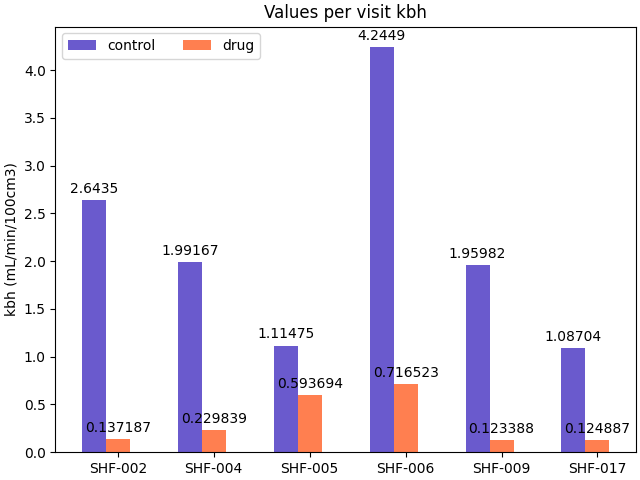 Values per visit kbh
control
drug
kbh (mL/min/100cm3)
4.0
3.5
3.0
2.5
2.0
1.5
1.0
0.5
0.0
2.6435
0.137187
1.99167
0.229839
1.11475
0.593694
4.2449
0.716523
1.95982
0.123388
1.08704
0.124887
SHF-002
SHF-004
SHF-005
SHF-006
SHF-009
SHF-017